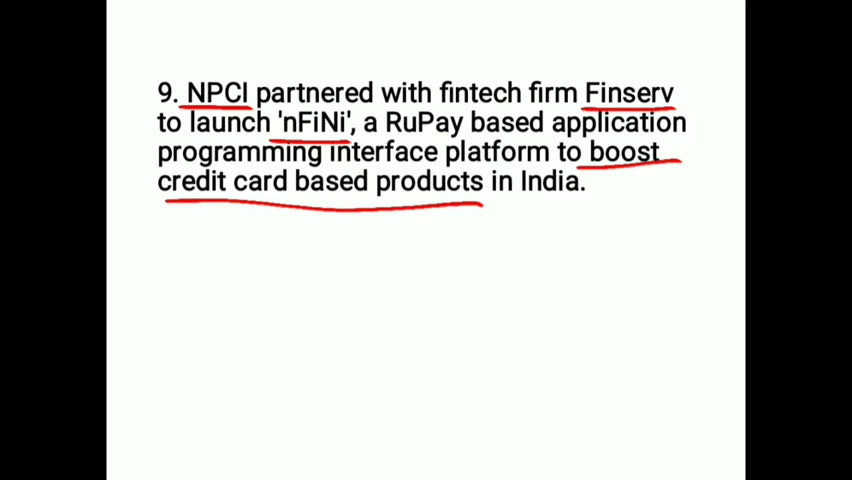 9. NPCI partnered with fintech firm Finserv
to launch 'nFiNi', a RuPay based application
programming interface platform to boost
credit card based products in India.